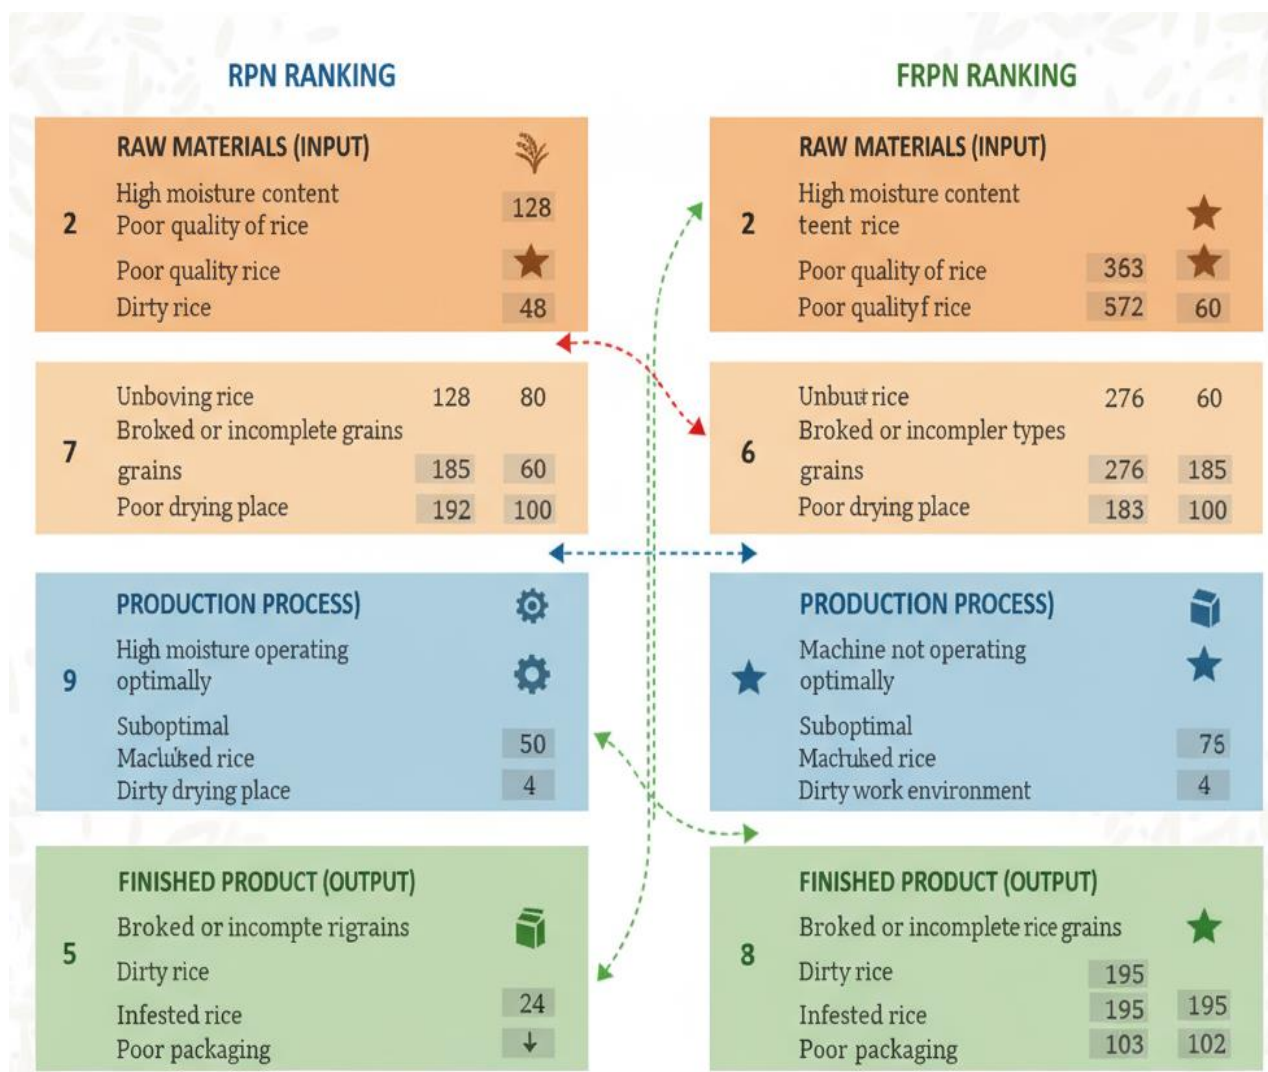 RPN RANKING
RAW MATERIALS (INPUT)
2
High moisture content
Poor quality of rice
128
Poor quality rice
Dirty rice 48
7
Unboving rice 128 80
Broked or incomplete grains
grains 185 60
Poor drying place 192 100
PRODUCTION PROCESS)
9
High moisture operating
optimally
Suboptimal
50
rice
Dirty drying place 4
FINISHED PRODUCT (OUTPUT)
5
Broked or incompte rigrains
Dirty rice
24
Infested rice
Poor packaging
FRPN RANKING
RAW MATERIALS (INPUT)
2
High moisture content
teent rice
Poor quality of rice 363
Poor qualityf rice 572 60
6
rice 276 60
Broked or incompler types
grains 276 185
Poor drying place 183 100
PRODUCTION PROCESS)
Machine not operating
optimally
Suboptimal
75
rice
Dirty work environment 4
FINISHED PRODUCT (OUTPUT)
8
Broked or incomplete rice grains
Dirty rice 195
Infested rice 195 195
Poor packaging 103 102